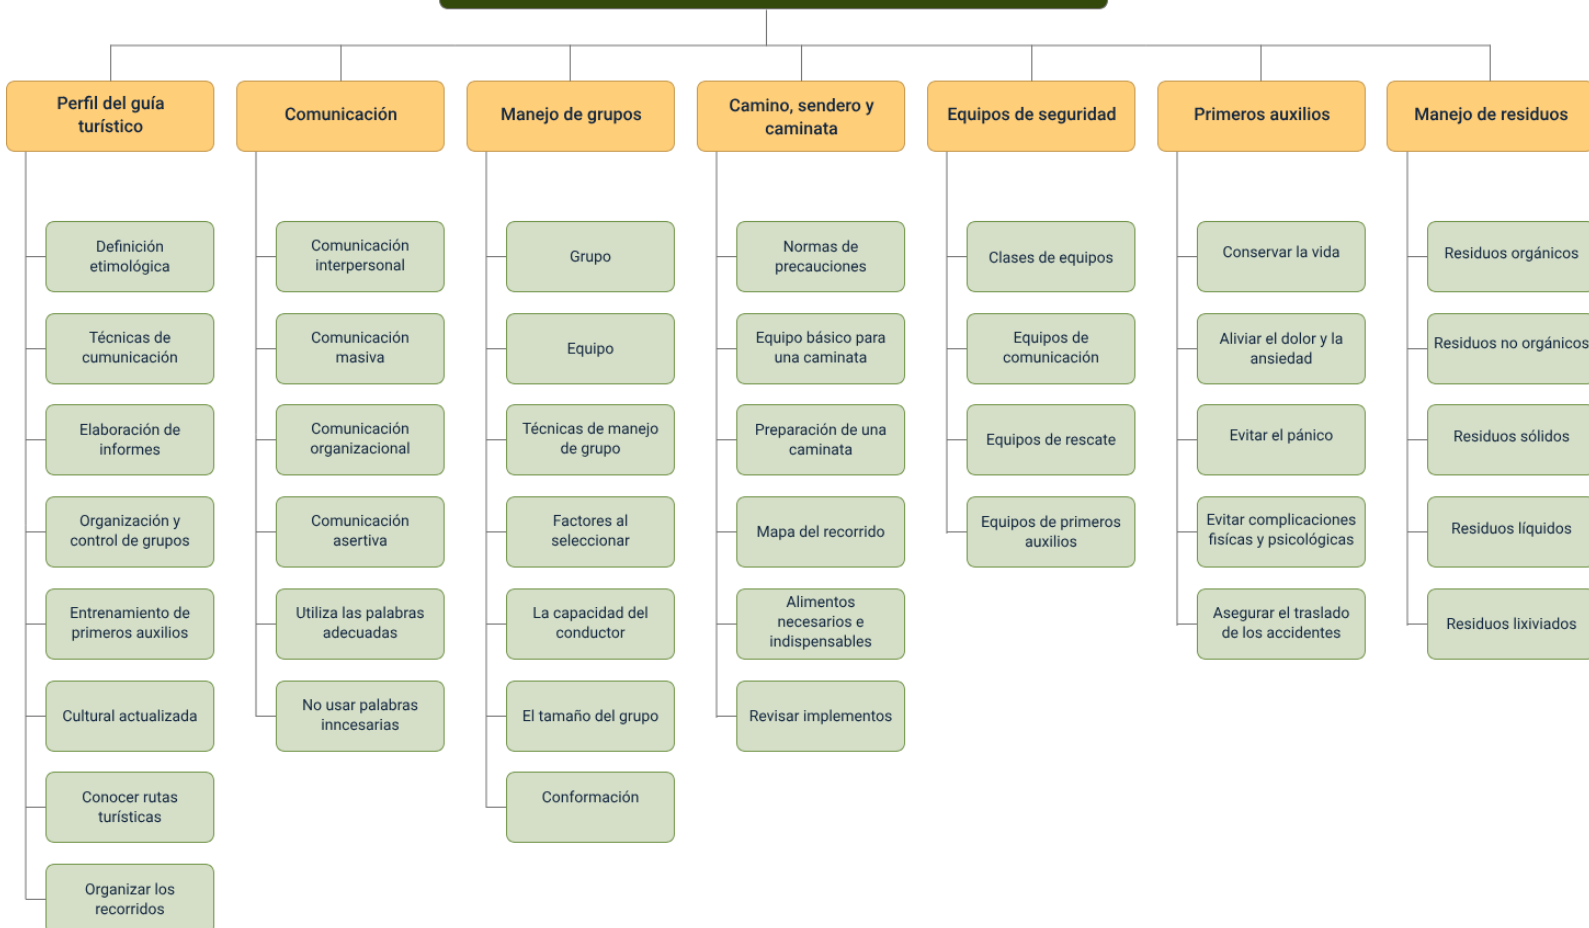 Perfil del guía
turístico
Comunicación
Manejo de grupos
Camino, sendero y
caminata
Equipos de seguridad
Primeros auxilios
Manejo de residuos
Definición
etimológica
Técnicas de
cumunicación
Elaboración de
informes
Organización y
control de grupos
Entrenamiento de
primeros auxilios
Cultural actualizada
Conocer rutas
turísticas
Organizar los
recorridos
Comunicación
interpersonal
Comunicación
masiva
Comunicación
organizacional
Comunicación
asertiva
Utiliza las palabras
adecuadas
No usar palabras
inncesarias
Grupo
Equipo
Técnicas de manejo
de grupo
Factores al
seleccionar
La capacidad del
conductor
El tamaño del grupo
Conformación
Normas de
precauciones
Equipo básico para
una caminata
Preparación de una
caminata
Mapa del recorrido
Alimentos
necesarios e
indispensables
Revisar implementos
Clases de equipos
Equipos de
comunicación
Equipos de rescate
Equipos de primeros
auxilios
Conservar la vida
Aliviar el dolor y la
ansiedad
Evitar el pánico
Evitar complicaciones
fisícas y psicológicas
Asegurar el traslado
de los accidentes
Residuos orgánicos
Residuos no orgánicos
Residuos sólidos
Residuos líquidos
Residuos lixiviados